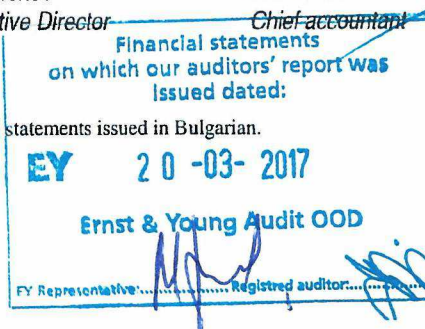 tive Director Chief accountant
Financial statements
on which our auditors' report was
issued dated:
statements issued in Bulgarian.
EY 20 -03- 2017
Ernst & Young Audit OOD
EY Representative:............... Registred auditor:...............